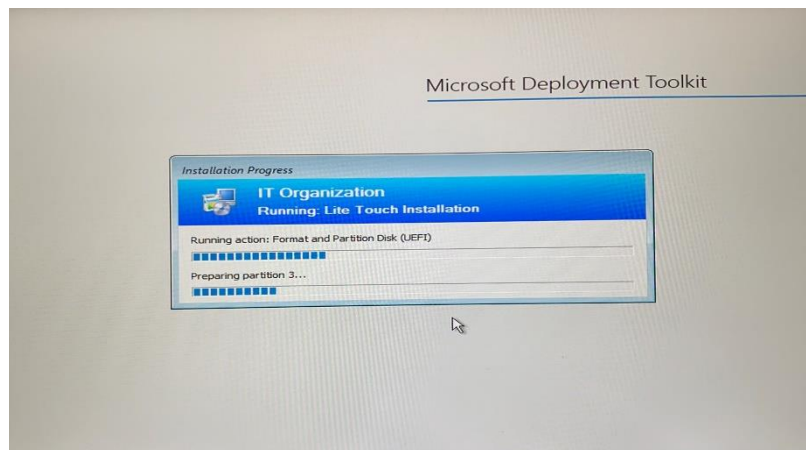 Microsoft Deployment Toolkit
Installation Progress
IT Organization
Running: Lite Touch Installation
Running action: Format and Partition Disk (UEFI)
Preparing partition 3...